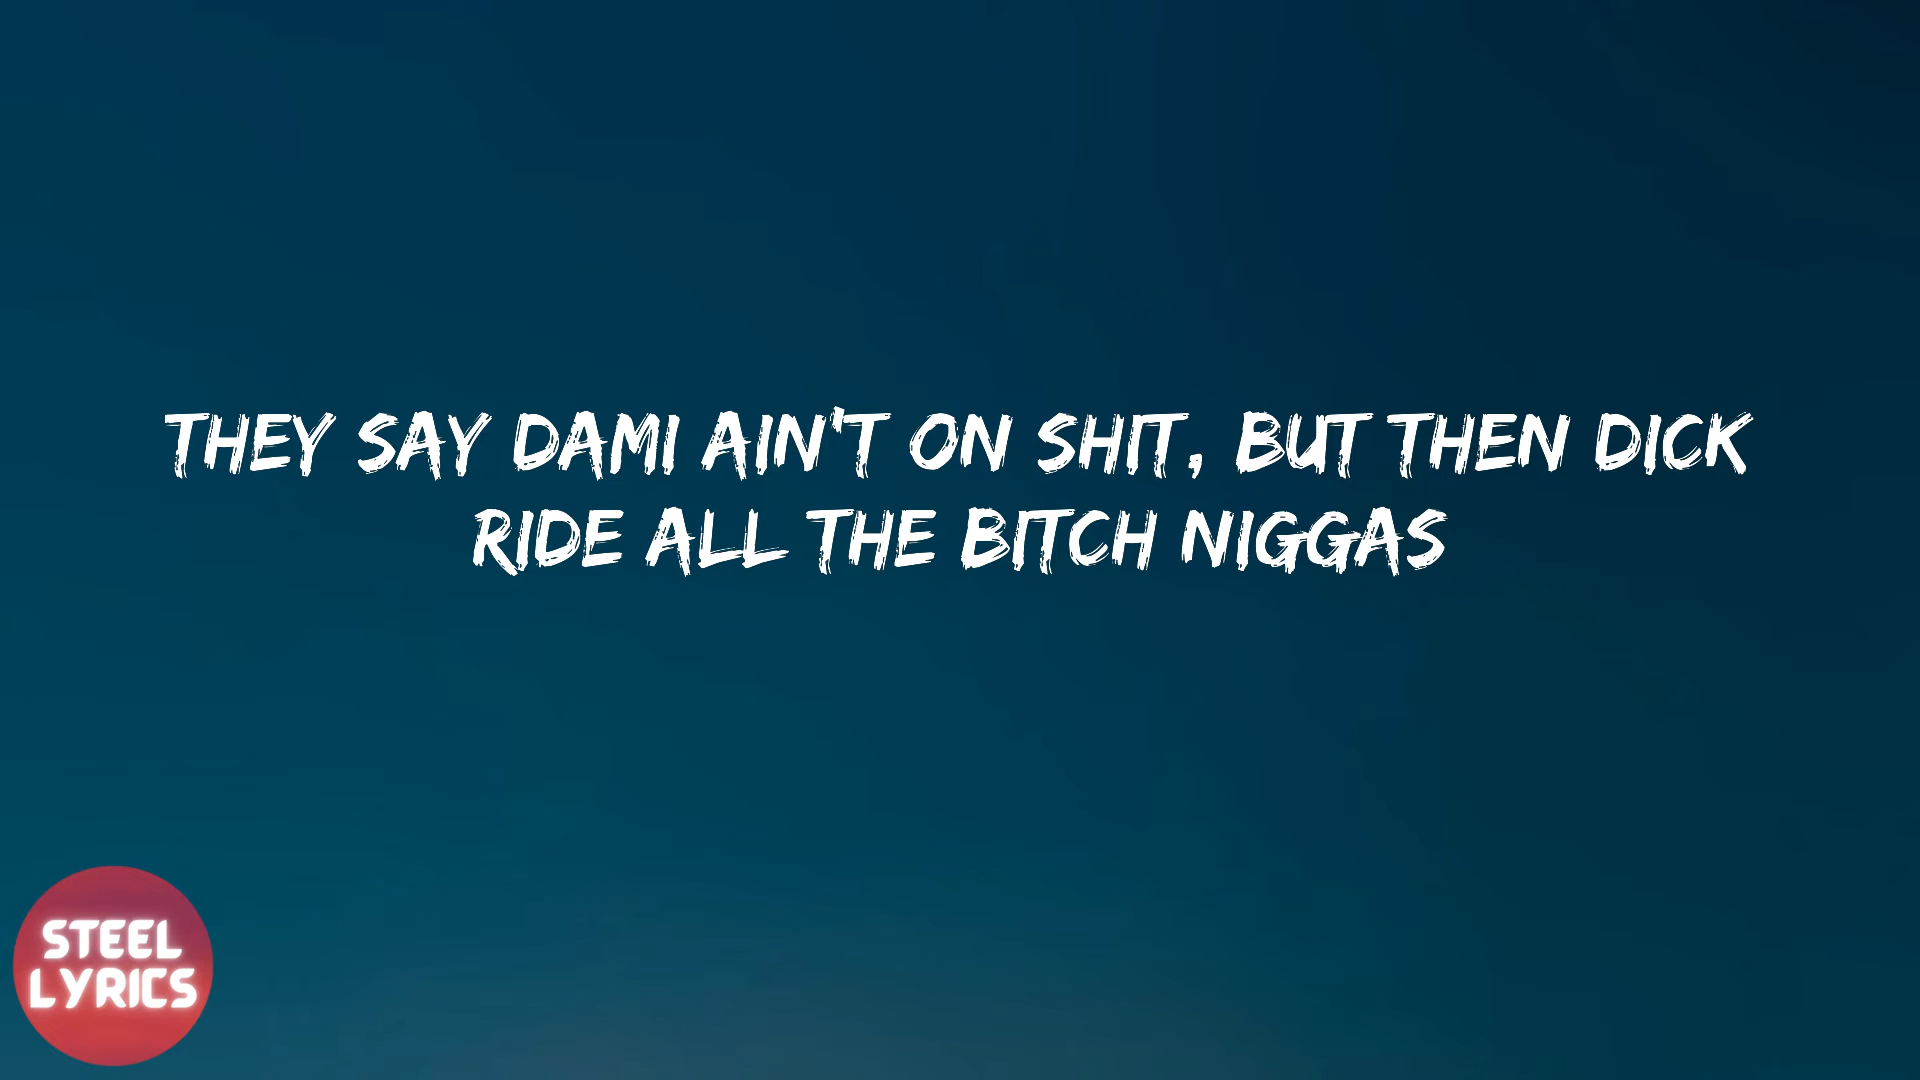 THEY SAY DAMI AIN'T ON SHIT, BUT THEN DICK
RIDE ALL THE BITCH NIGGAS
STEEL
LYRICS